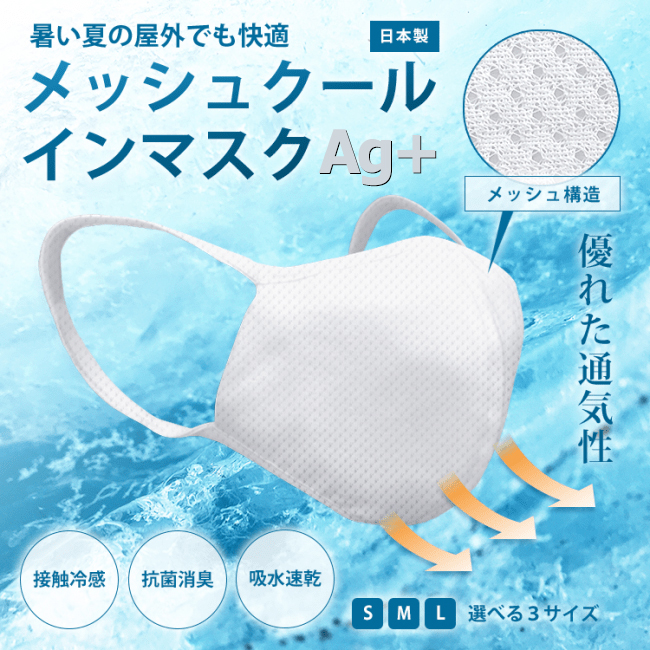 暑い夏の屋外でも快適
日本製
メッシュクール
インマスクAg+
メッシュ構造
優れた通気性
接触冷感
抗菌消臭
吸水速乾
S M L 選べる3サイズ